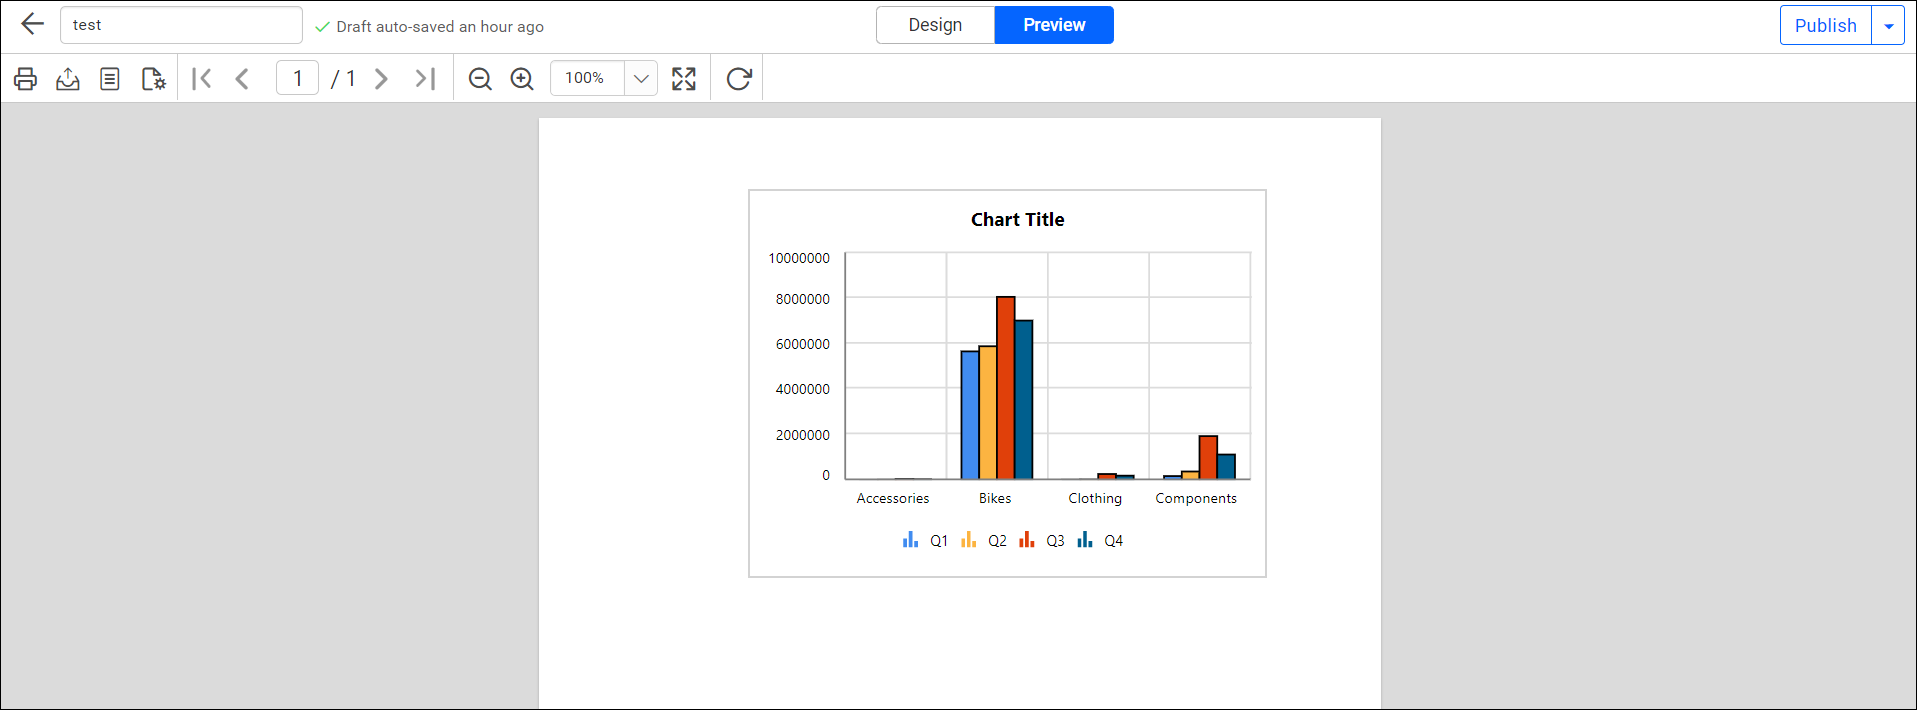 test
Draft auto-saved an hour ago
Design
Preview
Publish
1 / 1
100%
Chart Title
10000000
8000000
6000000
4000000
2000000
0
Accessories Bikes Clothing Components
Q1 Q2 Q3 Q4